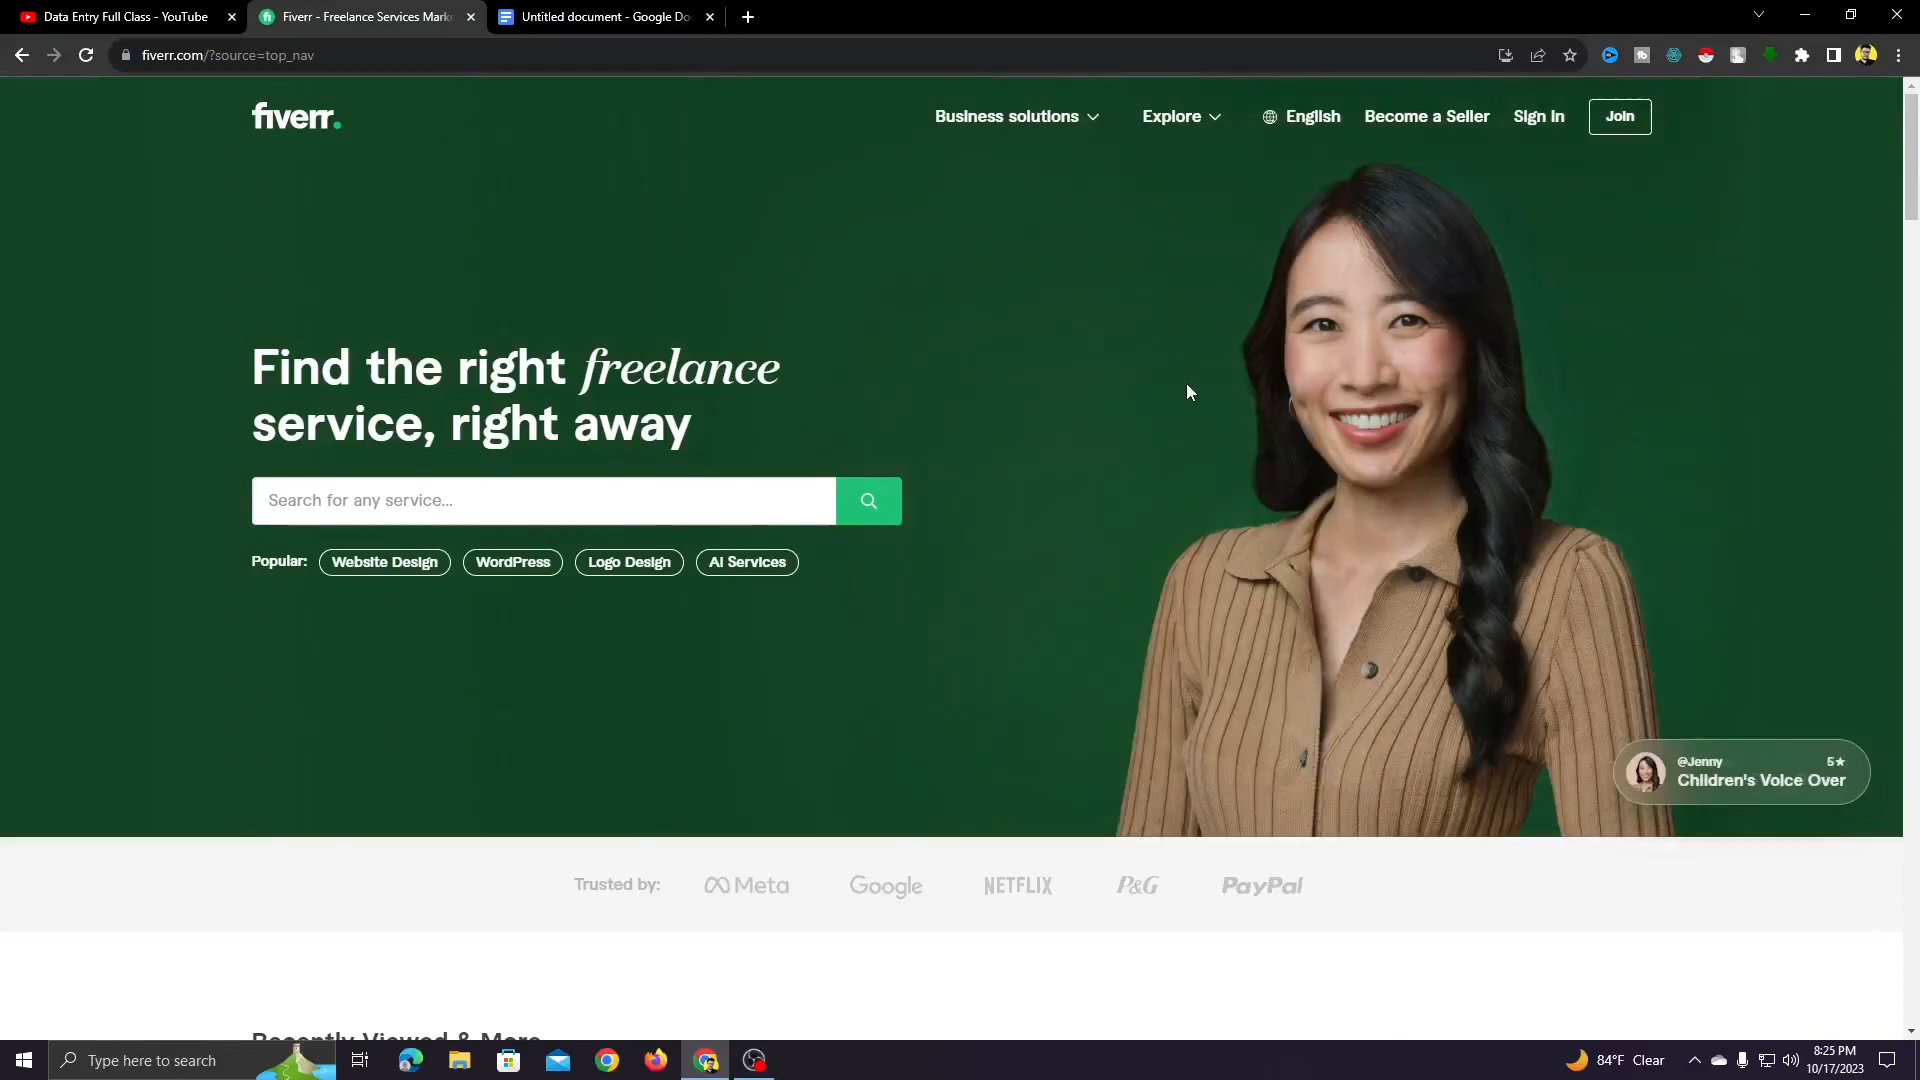 Data Entry Full Class - YouTube
Fiverr - Freelance Services Mark
Untitled document - Google Do
fiverr.com/?source=top_nav
fiverr.
Business solutions
Explore
English
Become a Seller
Sign In
Join
Find the right freelance
service, right away
Search for any service...
Popular:
Website Design
WordPress
Logo Design
AI Services
@Jenny
5★
Children's Voice Over
Trusted by:
Meta
Google
NETFLIX
P&G
PayPal
Recently Viewed & More
Type here to search
84°F Clear
8:25 PM
10/17/2023